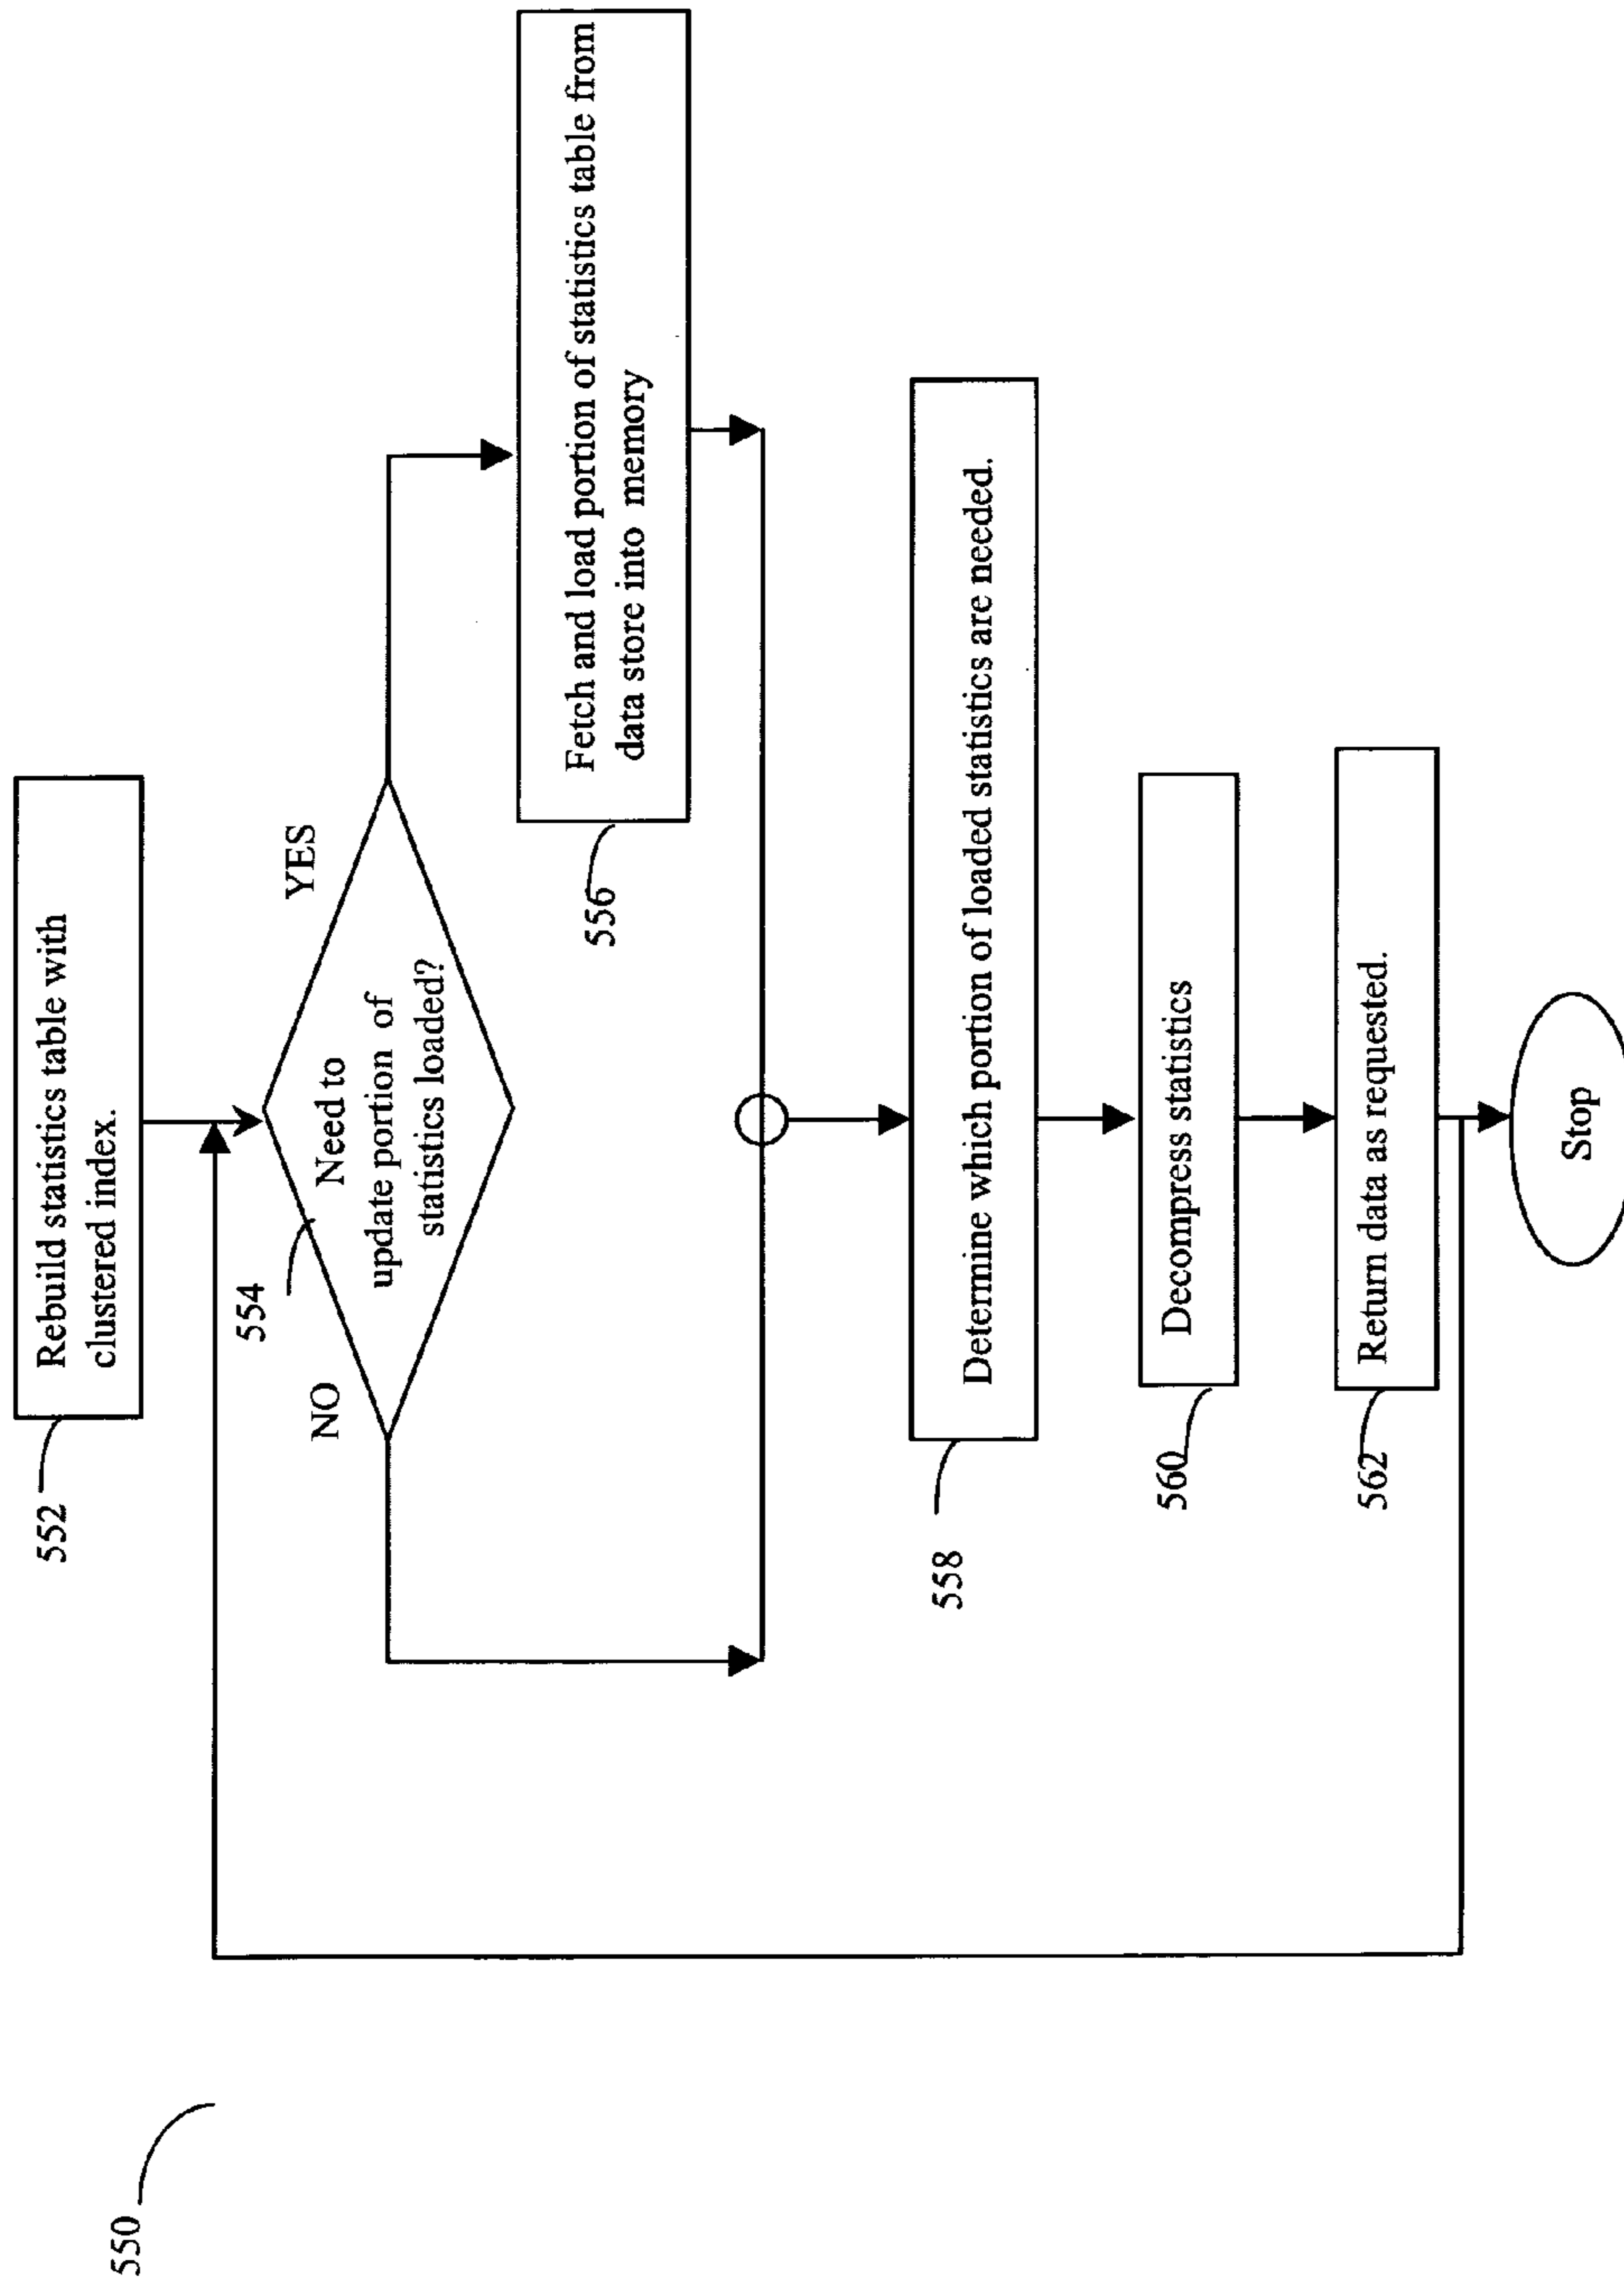 550
552
Rebuild statistics table with
clustered index.
554
Need to
update portion of
statistics loaded?
NO
YES
556
Fetch and load portion of statistics table from
data store into memory
558
Determine which portion of loaded statistics are needed.
560
Decompress statistics
562
Return data as requested.
Stop